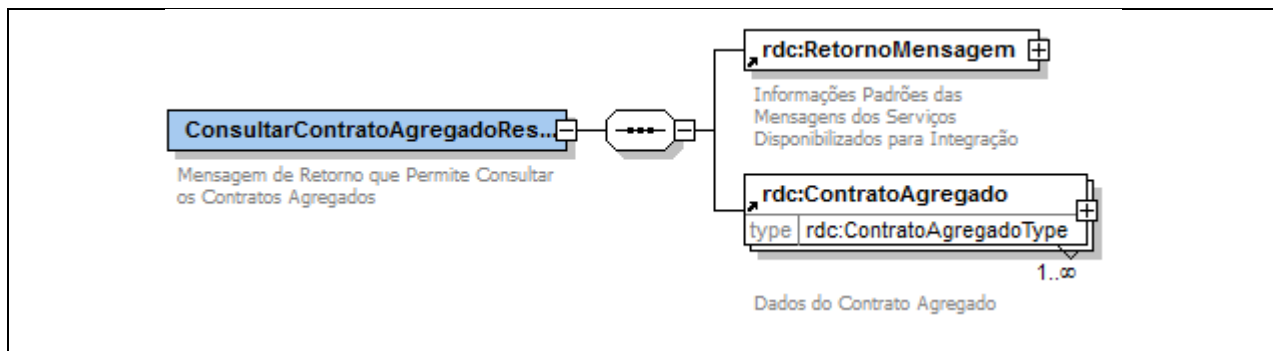 rdc:RetornoMensagem
Informações Padrões das
Mensagens dos Serviços
Disponibilizados para Integração
ConsultarContratoAgregadoRes...
Mensagem de Retorno que Permite Consultar
os Contratos Agregados
rdc:ContratoAgregado
type rdc:ContratoAgregadoType
1..∞
Dados do Contrato Agregado